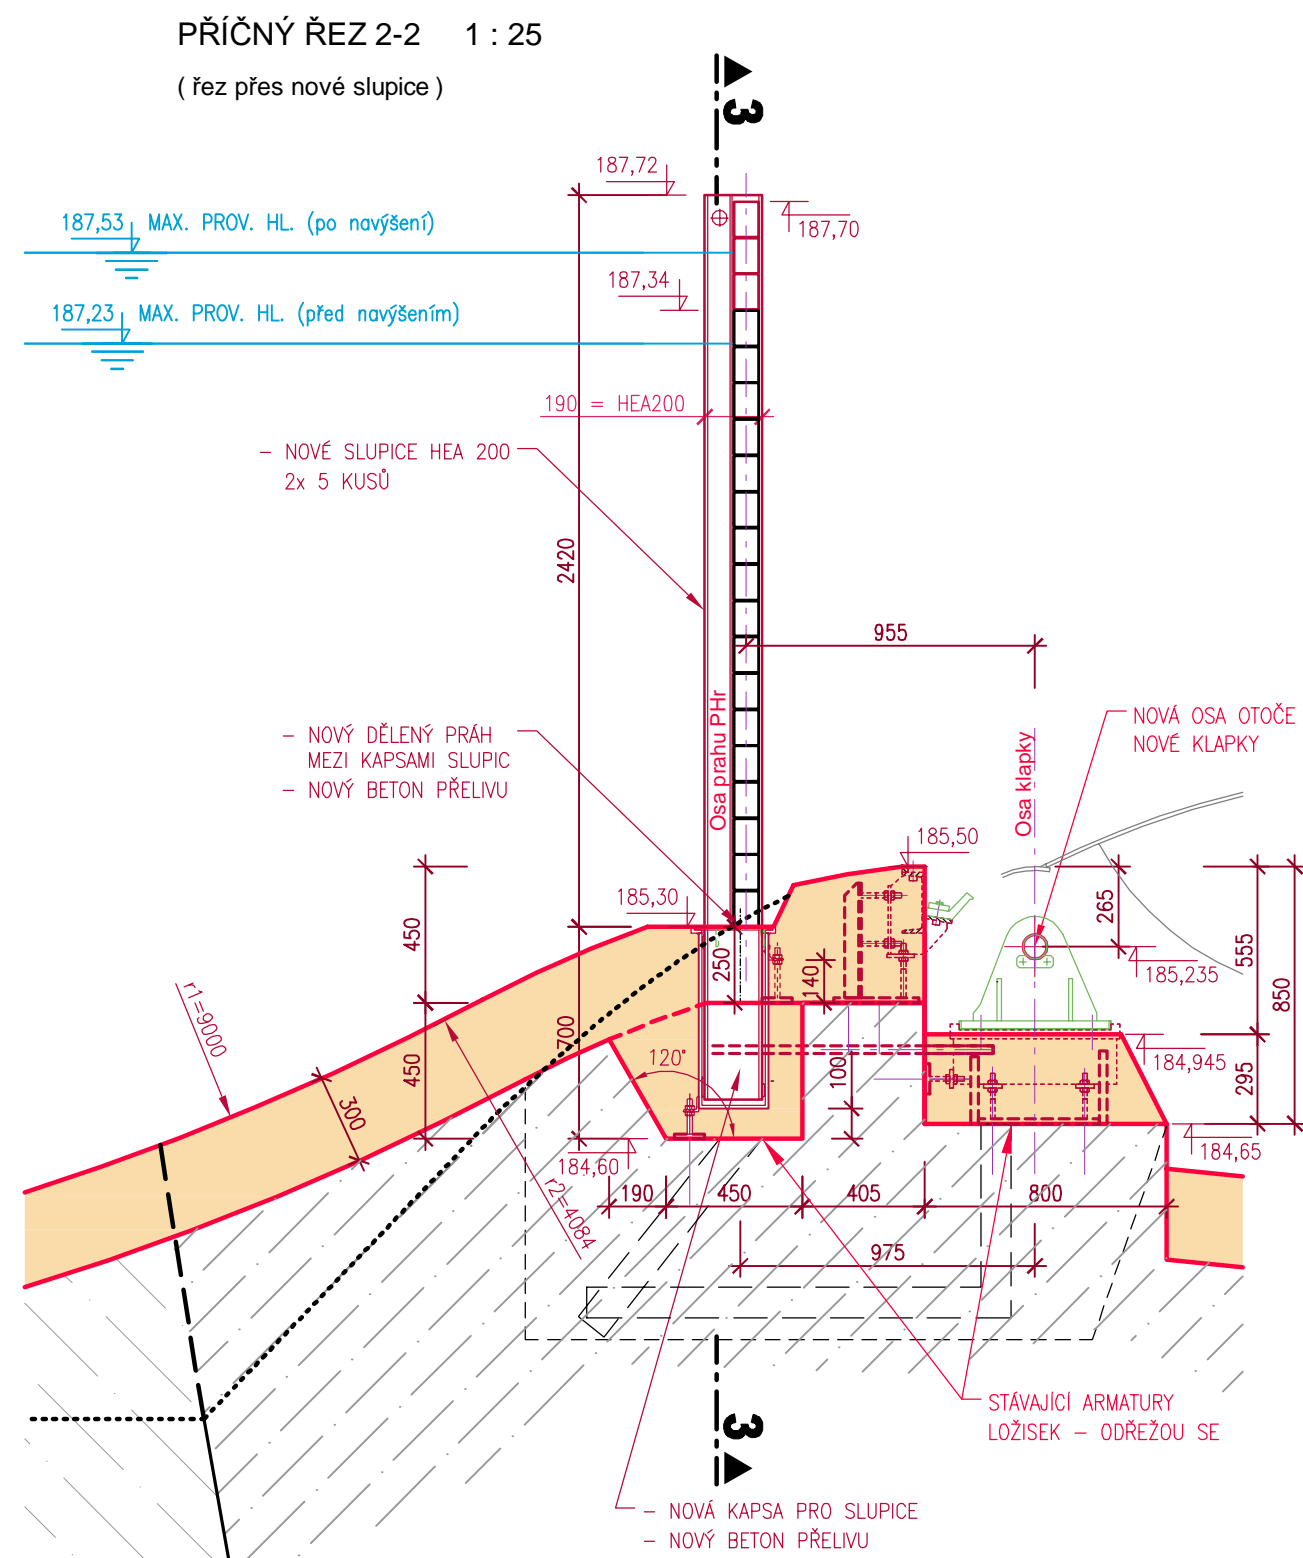 PŘÍČNÝ ŘEZ 2-2 1 : 25
( řez přes nové slupice )
3
187,72
187,53 MAX. PROV. HL. (po navýšení)
187,70
187,34
187,23 MAX. PROV. HL. (před navýšením)
190 = HEA200
– NOVÉ SLUPICE HEA 200
2x 5 KUSŮ
2420
955
Osa prahu PHr
Osa klapky
– NOVÝ DĚLENÝ PRÁH
MEZI KAPSAMI SLUPIC
– NOVÝ BETON PŘELIVU
NOVÁ OSA OTOČE
NOVÉ KLAPKY
185,50
185,30
450
265
555
850
185,235
250
140
r1=9000
700
450
120°
100
184,945
295
300
184,60
184,65
r2=4084
190
450
405
800
975
STÁVAJÍCÍ ARMATURY
LOŽISEK – ODŘEŽOU SE
3
– NOVÁ KAPSA PRO SLUPICE
– NOVÝ BETON PŘELIVU